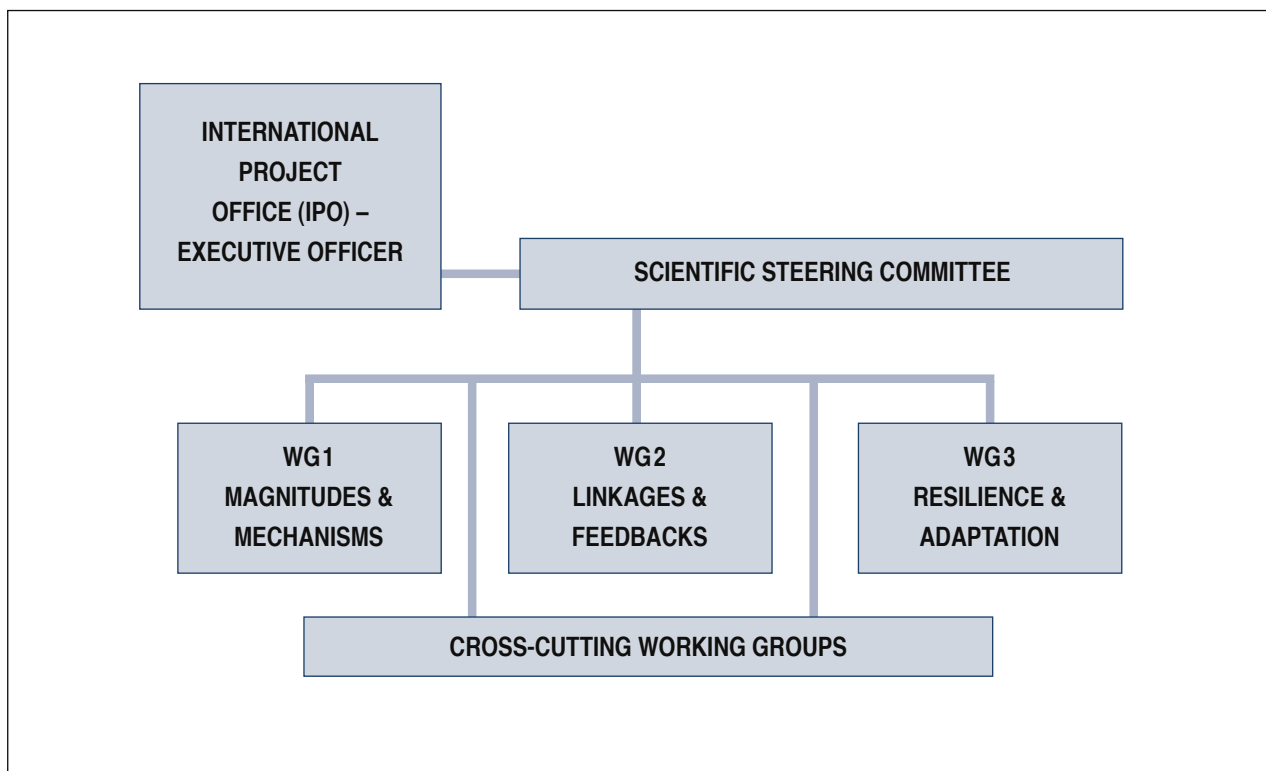 INTERNATIONAL
PROJECT
OFFICE (IPO) –
EXECUTIVE OFFICER
SCIENTIFIC STEERING COMMITTEE
WG1
MAGNITUDES &
MECHANISMS
WG2
LINKAGES &
FEEDBACKS
WG3
RESILIENCE &
ADAPTATION
CROSS-CUTTING WORKING GROUPS